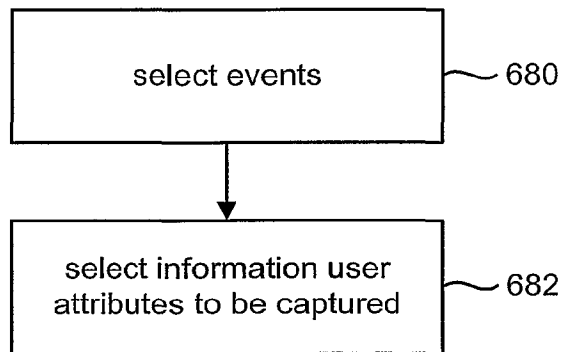 select events
680
select information user
attributes to be captured
682